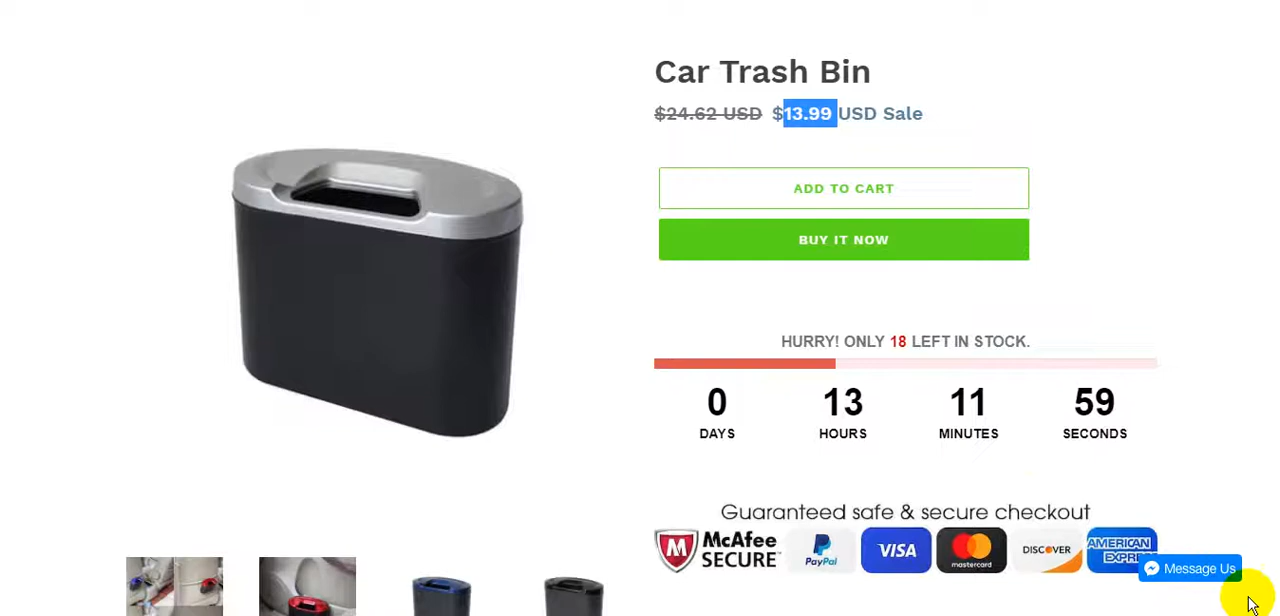 Car Trash Bin
$24.62 USD $13.99 USD Sale
ADD TO CART
BUY IT NOW
HURRY! ONLY 18 LEFT IN STOCK.
0 13 11 59
DAYS HOURS MINUTES SECONDS
Guaranteed safe & secure checkout
McAfee SECURE PayPal VISA mastercard DISCOVER AMERICAN EXPRESS
Message Us